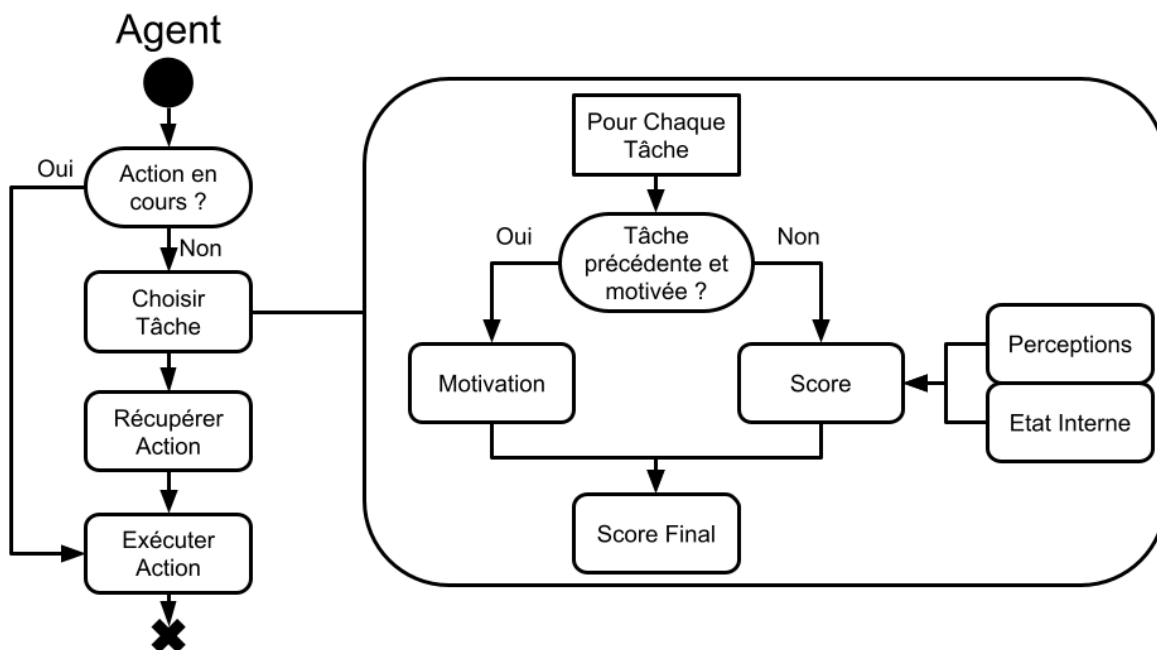 Agent
Oui
Action en
cours ?
Non
Choisir
Tâche
Récupérer
Action
Exécuter
Action
Pour Chaque
Tâche
Oui
Tâche
précédente et
motivée ?
Non
Motivation
Score
Perceptions
Etat Interne
Score Final